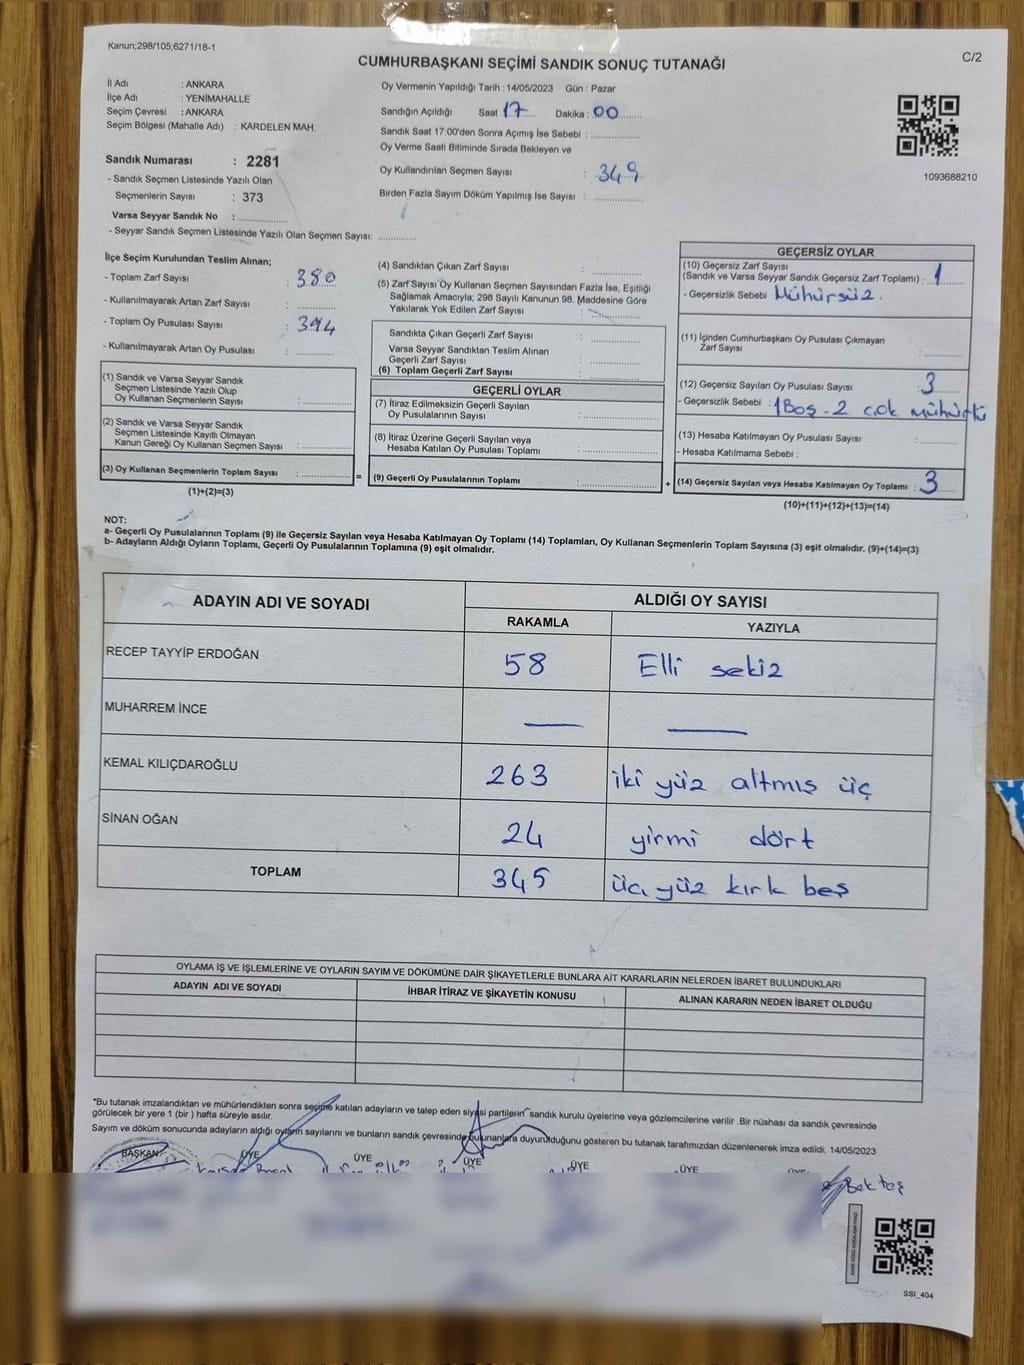 Kanun;298/105;6271/18-1
C/2
CUMHURBAŞKANI SEÇİMİ SANDIK SONUÇ TUTANAĞI
İl Adı : ANKARA
İlçe Adı : YENİMAHALLE
Seçim Çevresi : ANKARA
Seçim Bölgesi (Mahalle Adı) : KARDELEN MAH.
Sandık Numarası : 2281
- Sandık Seçmen Listesinde Yazılı Olan
Seçmenlerin Sayısı : 373
Varsa Seyyar Sandık No : ..............
- Seyyar Sandık Seçmen Listesinde Yazılı Olan Seçmen Sayısı: ............
Oy Vermenin Yapıldığı Tarih : 14/05/2023 Gün : Pazar
Sandığın Açıldığı Saat 17 Dakika : 00
Sandık Saat 17:00'den Sonra Açımış İse Sebebi : ..............
Oy Verme Saati Bitiminde Sırada Bekleyen ve
Oy Kullandırılan Seçmen Sayısı : 349
Birden Fazla Sayım Döküm Yapılmış İse Sayısı : ..............
1093688210
İlçe Seçim Kurulundan Teslim Alınan;
- Toplam Zarf Sayısı : 380
- Kullanılmayarak Artan Zarf Sayısı : ............
- Toplam Oy Pusulası Sayısı : 394
- Kullanılmayarak Artan Oy Pusulası : ............
(1) Sandık ve Varsa Seyyar Sandık
Seçmen Listesinde Yazılı Olup
Oy Kullanan Seçmenlerin Sayısı : ..............
(2) Sandık ve Varsa Seyyar Sandık
Seçmen Listesinde Kayıtlı Olmayan
Kanun Gereği Oy Kullanan Seçmen Sayısı : ............
(3) Oy Kullanan Seçmenlerin Toplam Sayısı : ..............
(1)+(2)=(3)
=
(4) Sandıktan Çıkan Zarf Sayısı : ..............
(5) Zarf Sayısı Oy Kullanan Seçmen Sayısından Fazla İse, Eşitliği
Sağlamak Amacıyla; 298 Sayılı Kanunun 98. Maddesine Göre
Yakılarak Yok Edilen Zarf Sayısı : ..............
Sandıkta Çıkan Geçerli Zarf Sayısı : ..............
Varsa Seyyar Sandıktan Teslim Alınan
Geçerli Zarf Sayısı : ..............
(6) Toplam Geçerli Zarf Sayısı : ..............
GEÇERLİ OYLAR
(7) İtiraz Edilmeksizin Geçerli Sayılan
Oy Pusulalarının Sayısı : ..............
(8) İtiraz Üzerine Geçerli Sayılan veya
Hesaba Katılan Oy Pusulası Toplamı : ..............
(9) Geçerli Oy Pusulalarının Toplamı : ..............
+
GEÇERSİZ OYLAR
(10) Geçersiz Zarf Sayısı
(Sandık ve Varsa Seyyar Sandık Geçersiz Zarf Toplamı) : 1
- Geçersizlik Sebebi : Mühürsüz.
(11) İçinden Cumhurbaşkanı Oy Pusulası Çıkmayan
Zarf Sayısı : ............
(12) Geçersiz Sayılan Oy Pusulası Sayısı : 3
- Geçersizlik Sebebi : 1 Boş - 2 çok mühürlü
(13) Hesaba Katılmayan Oy Pusulası Sayısı : ............
- Hesaba Katılmama Sebebi :
(14) Geçersiz Sayılan veya Hesaba Katılmayan Oy Toplamı : 3
(10)+(11)+(12)+(13)=(14)
NOT:
a- Geçerli Oy Pusulalarının Toplamı (9) ile Geçersiz Sayılan veya Hesaba Katılmayan Oy Toplamı (14) Toplamları, Oy Kullanan Seçmenlerin Toplam Sayısına (3) eşit olmalıdır. (9)+(14)=(3)
b- Adayların Aldığı Oyların Toplamı, Geçerli Oy Pusulalarının Toplamına (9) eşit olmalıdır.
ADAYIN ADI VE SOYADI
ALDIĞI OY SAYISI
RAKAMLA YAZIYLA
RECEP TAYYİP ERDOĞAN 58 Elli sekiz
MUHARREM İNCE — —
KEMAL KILIÇDAROĞLU 263 iki yüz altmış üç
SİNAN OĞAN 24 yirmi dört
TOPLAM 345 üç yüz kırk beş
OYLAMA İŞ VE İŞLEMLERİNE VE OYLARIN SAYIM VE DÖKÜMÜNE DAİR ŞİKAYETLERLE BUNLARA AİT KARARLARIN NELERDEN İBARET BULUNDUKLARI
ADAYIN ADI VE SOYADI İHBAR İTİRAZ VE ŞİKAYETİN KONUSU ALINAN KARARIN NEDEN İBARET OLDUĞU
*Bu tutanak imzalandıktan ve mühürlendikten sonra seçime katılan adayların ve talep eden siyasi partilerin sandık kurulu üyelerine veya gözlemcilerine verilir .Bir nüshası da sandık çevresinde
görülecek bir yere 1 (bir ) hafta süreyle asılır.
Sayım ve döküm sonucunda adayların aldığı oyların sayılarını ve bunların sandık çevresinde bulunanlara duyurulduğunu gösteren bu tutanak tarafımızdan düzenlenerek imza edildi. 14/05/2023
BAŞKAN ÜYE ÜYE ÜYE ÜYE ÜYE ÜYE
Bektaş
SSI_404